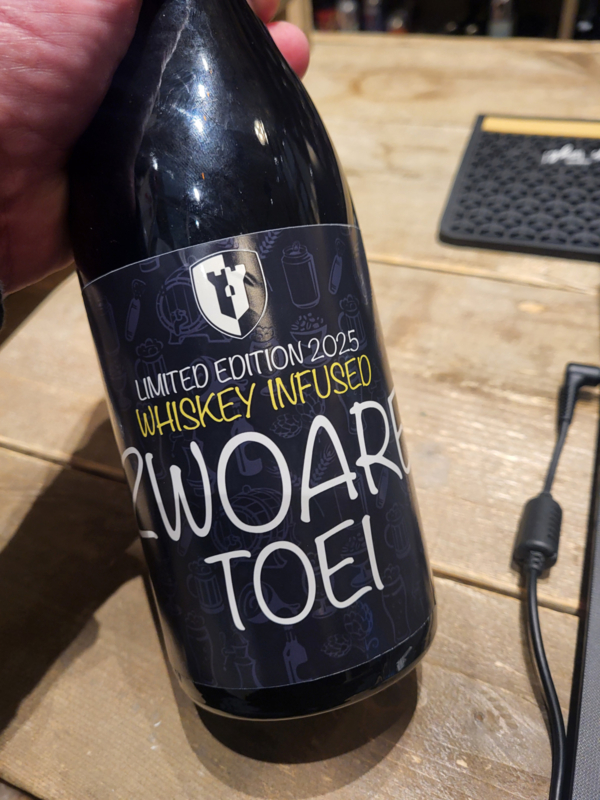 LIMITED EDITION 2025
WHISKEY INFUSED
ZWOARE
TOEI